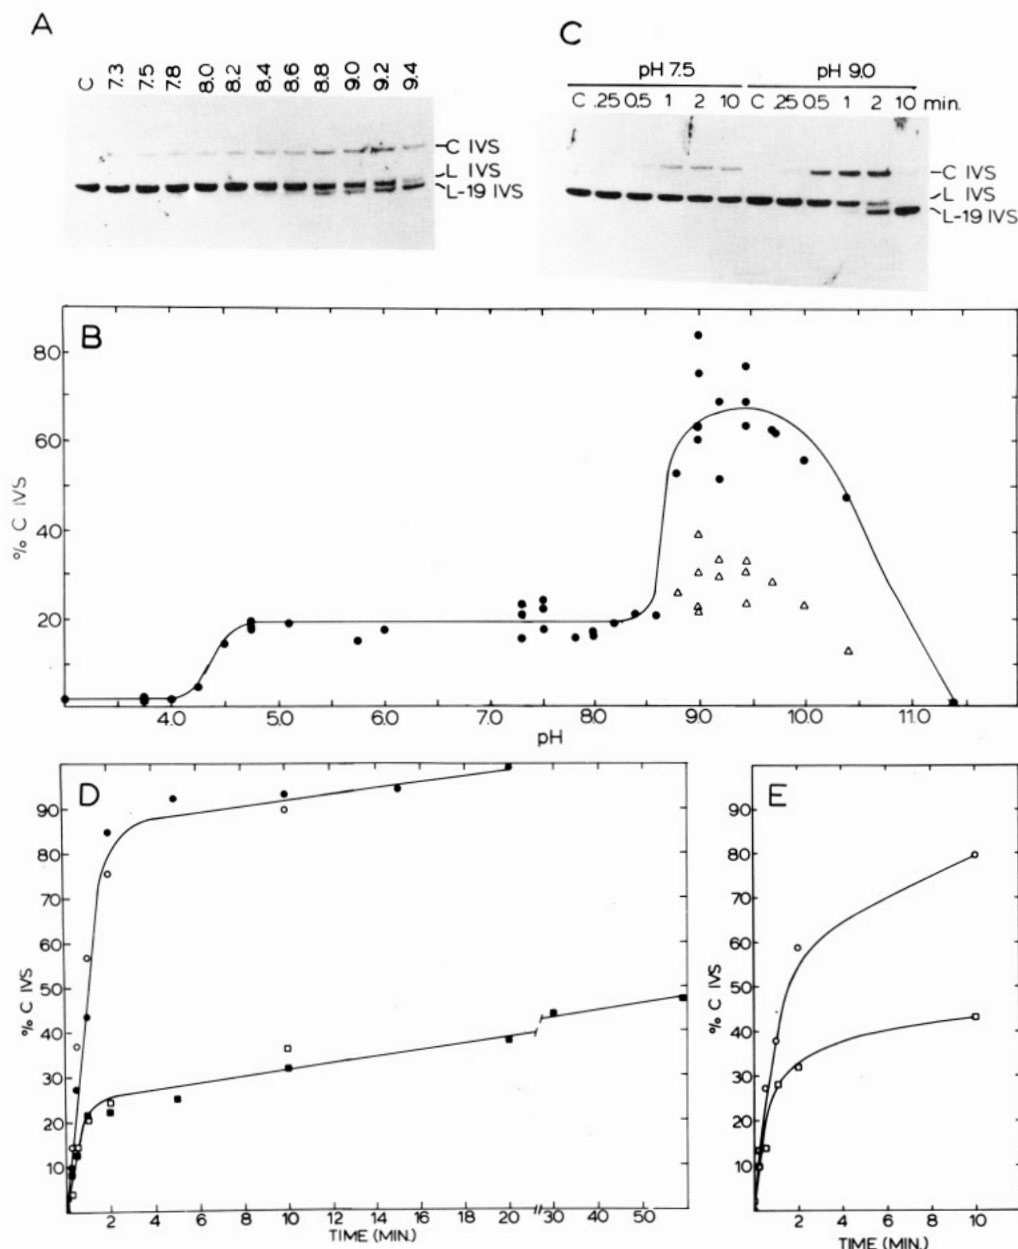 A
C 7.3 7.5 7.8 8.0 8.2 8.4 8.6 8.8 9.0 9.2 9.4
C IVS
L IVS
L-19 IVS
C
pH 7.5 pH 9.0
C .25 0.5 1 2 10 C .25 0.5 1 2 10 min.
C IVS
L IVS
L-19 IVS
B
80
60
40
20
% C IVS
4.0 5.0 6.0 7.0 8.0 9.0 10.0 11.0
pH
D
90
80
70
60
50
40
30
20
10
% C IVS
2 4 6 8 10 12 14 16 18 20 30 40 50
TIME (MIN.)
E
90
80
70
60
50
40
30
20
10
% C IVS
2 4 6 8 10
TIME (MIN.)